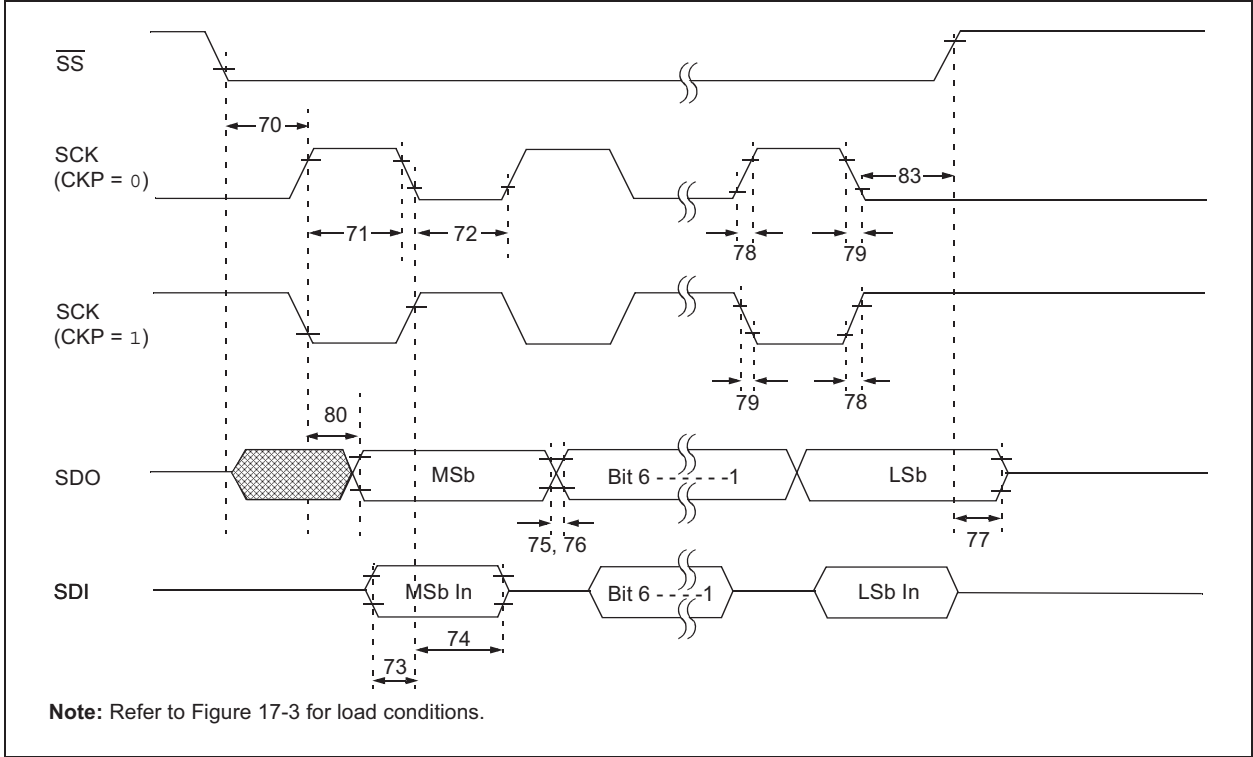 SS
70
SCK
(CKP = 0)
83
71
72
78
79
SCK
(CKP = 1)
79
78
80
SDO
MSb
Bit 6 - - - - - -1
LSb
75, 76
77
SDI
MSb In
Bit 6 - - - -1
LSb In
74
73
Note: Refer to Figure 17-3 for load conditions.